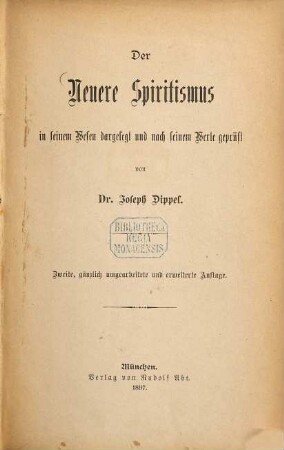 Der
Neuere Spiritismus
in seinem Wesen dargelegt und nach seinem Werte geprüft
von
Dr. Joseph Dippel.
BIBLIOTHECA
REGIA
MONACENSIS
Zweite, gänzlich umgearbeitete und erweiterte Auflage.
München.
Verlag von Rudolf Abt.
1897.